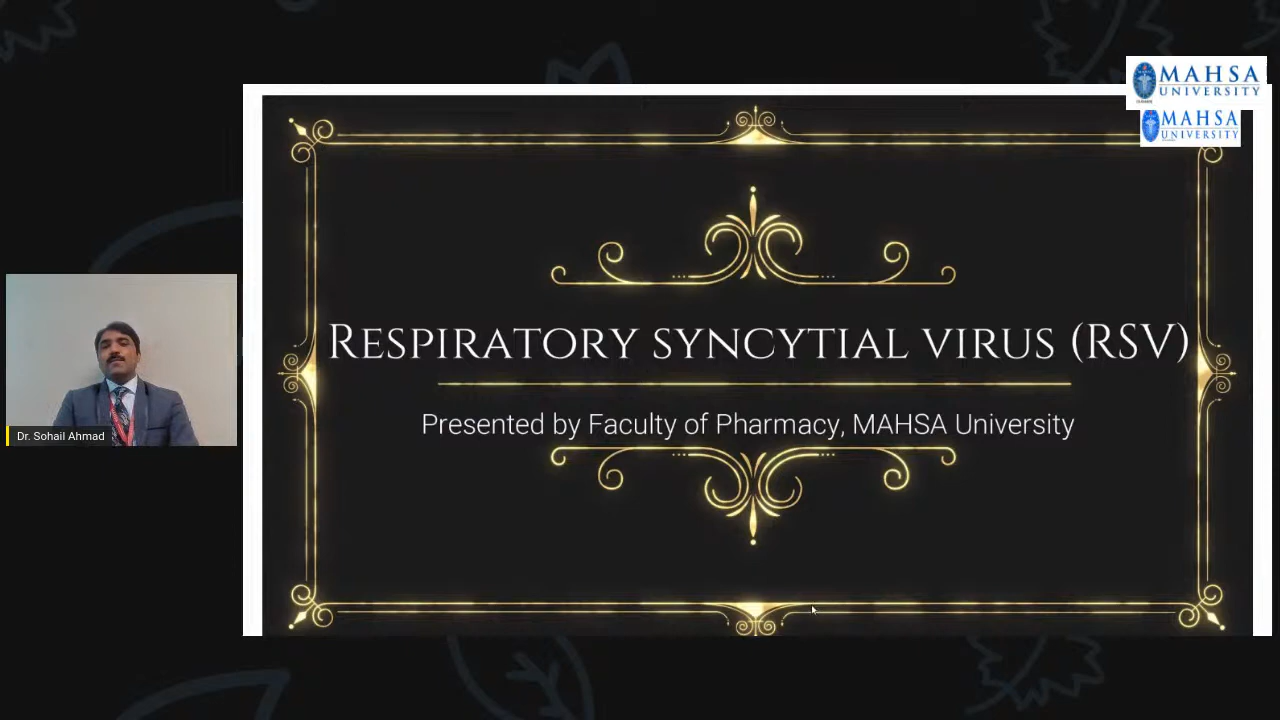 MAHSA
UNIVERSITY
MAHSA
UNIVERSITY
RESPIRATORY SYNCYTIAL VIRUS (RSV)
Presented by Faculty of Pharmacy, MAHSA University
Dr. Sohail Ahmad